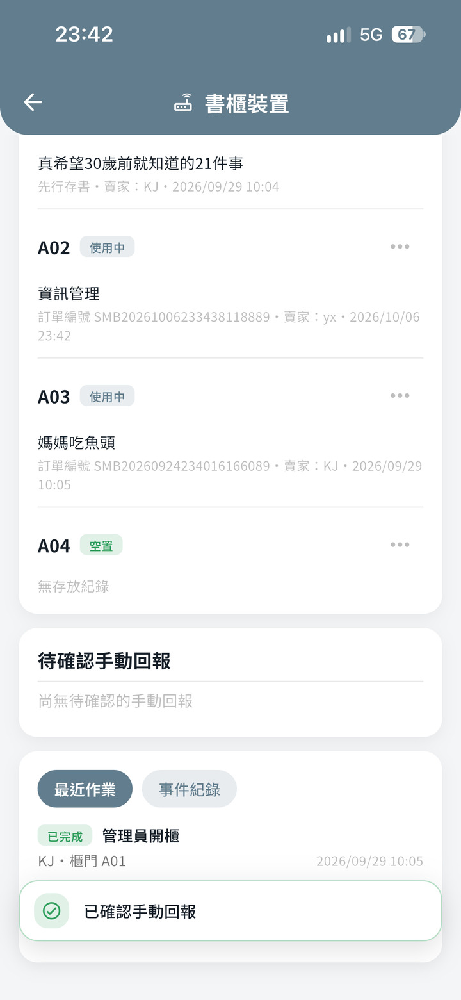 23:42
5G
67
書櫃裝置
真希望30歲前就知道的21件事
先行存書・賣家：KJ・2026/09/29 10:04
A02 使用中
資訊管理
訂單編號 SMB20261006233438118889・賣家：yx・2026/10/06
23:42
A03 使用中
媽媽吃魚頭
訂單編號 SMB20260924234016166089・賣家：KJ・2026/09/29
10:05
A04 空置
無存放紀錄
待確認手動回報
尚無待確認的手動回報
最近作業 事件紀錄
已完成 管理員開櫃
KJ・櫃門 A01 2026/09/29 10:05
已確認手動回報